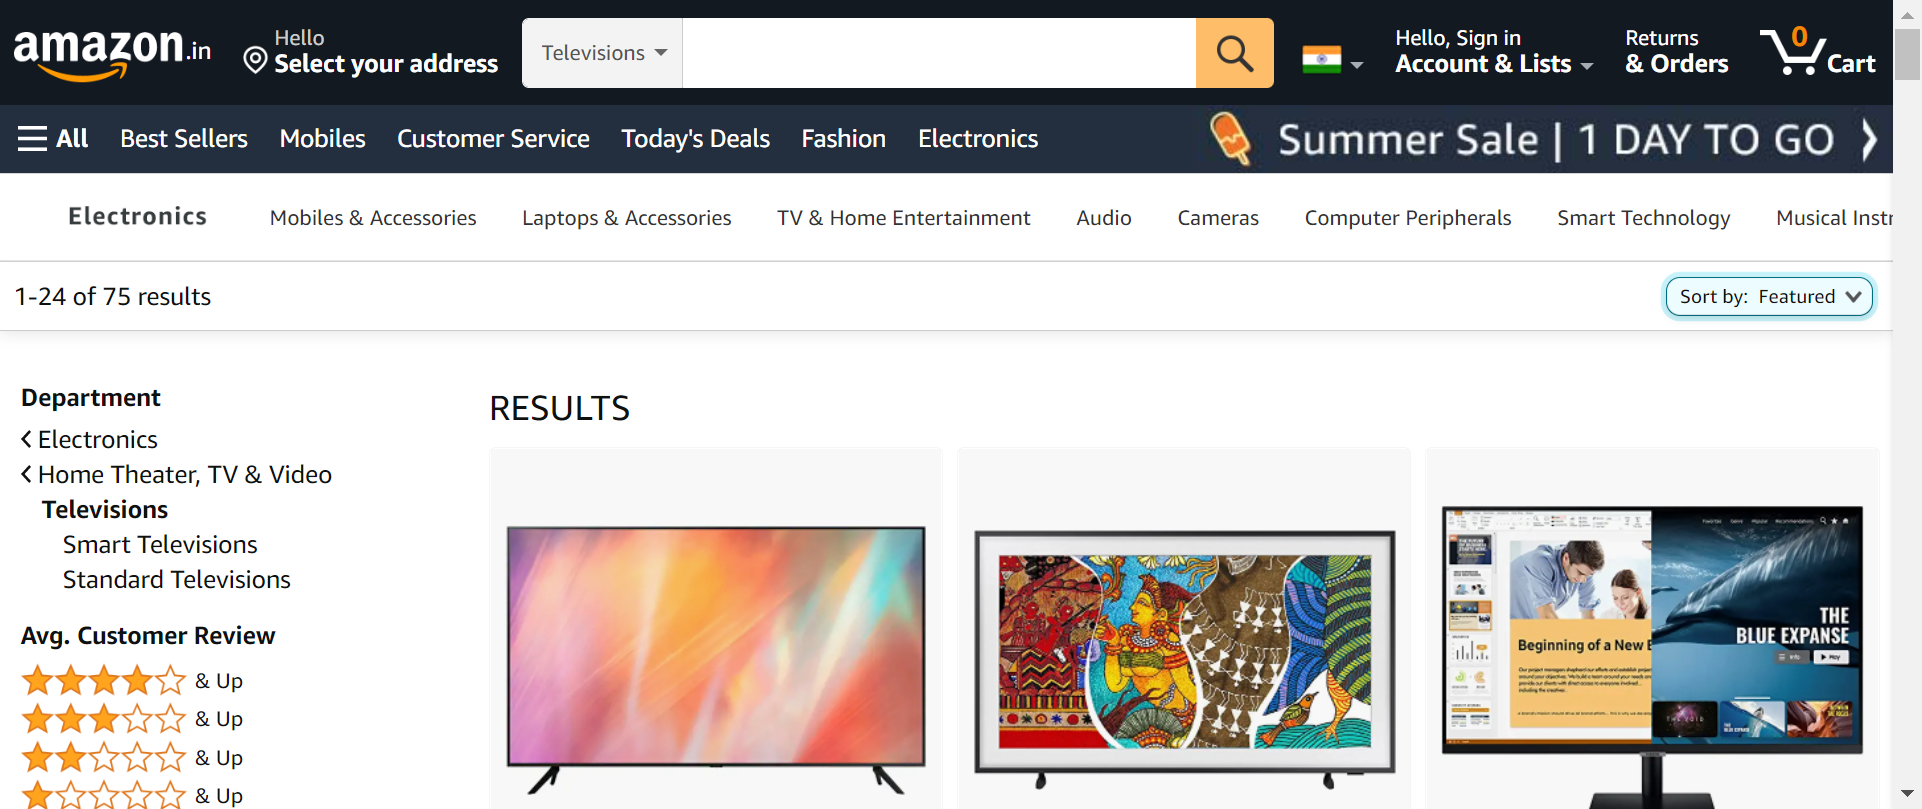 amazon.in
Hello
Select your address
Televisions
Hello, Sign in
Account & Lists
Returns
& Orders
0
Cart
All
Best Sellers
Mobiles
Customer Service
Today's Deals
Fashion
Electronics
Summer Sale | 1 DAY TO GO
Electronics
Mobiles & Accessories
Laptops & Accessories
TV & Home Entertainment
Audio
Cameras
Computer Peripherals
Smart Technology
Musical Instr
1-24 of 75 results
Sort by: Featured
Department
Electronics
Home Theater, TV & Video
Televisions
Smart Televisions
Standard Televisions
Avg. Customer Review
& Up
& Up
& Up
& Up
RESULTS
THE
BLUE EXPANSE
Info
Play
Beginning of a New E
THE VOID